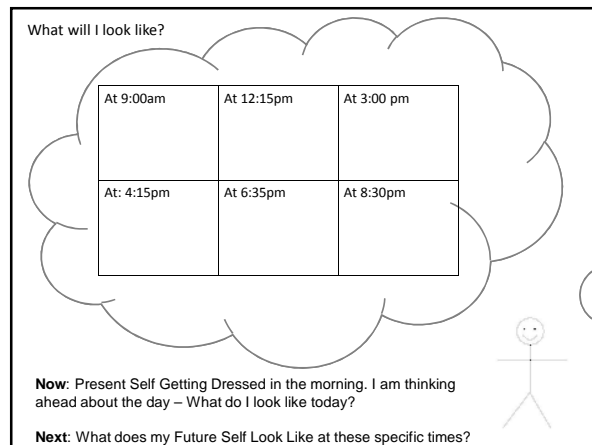 What will I look like?
At 9:00am
At 12:15pm
At 3:00 pm
At: 4:15pm
At 6:35pm
At 8:30pm
Now: Present Self Getting Dressed in the morning. I am thinking
ahead about the day – What do I look like today?
Next: What does my Future Self Look Like at these specific times?